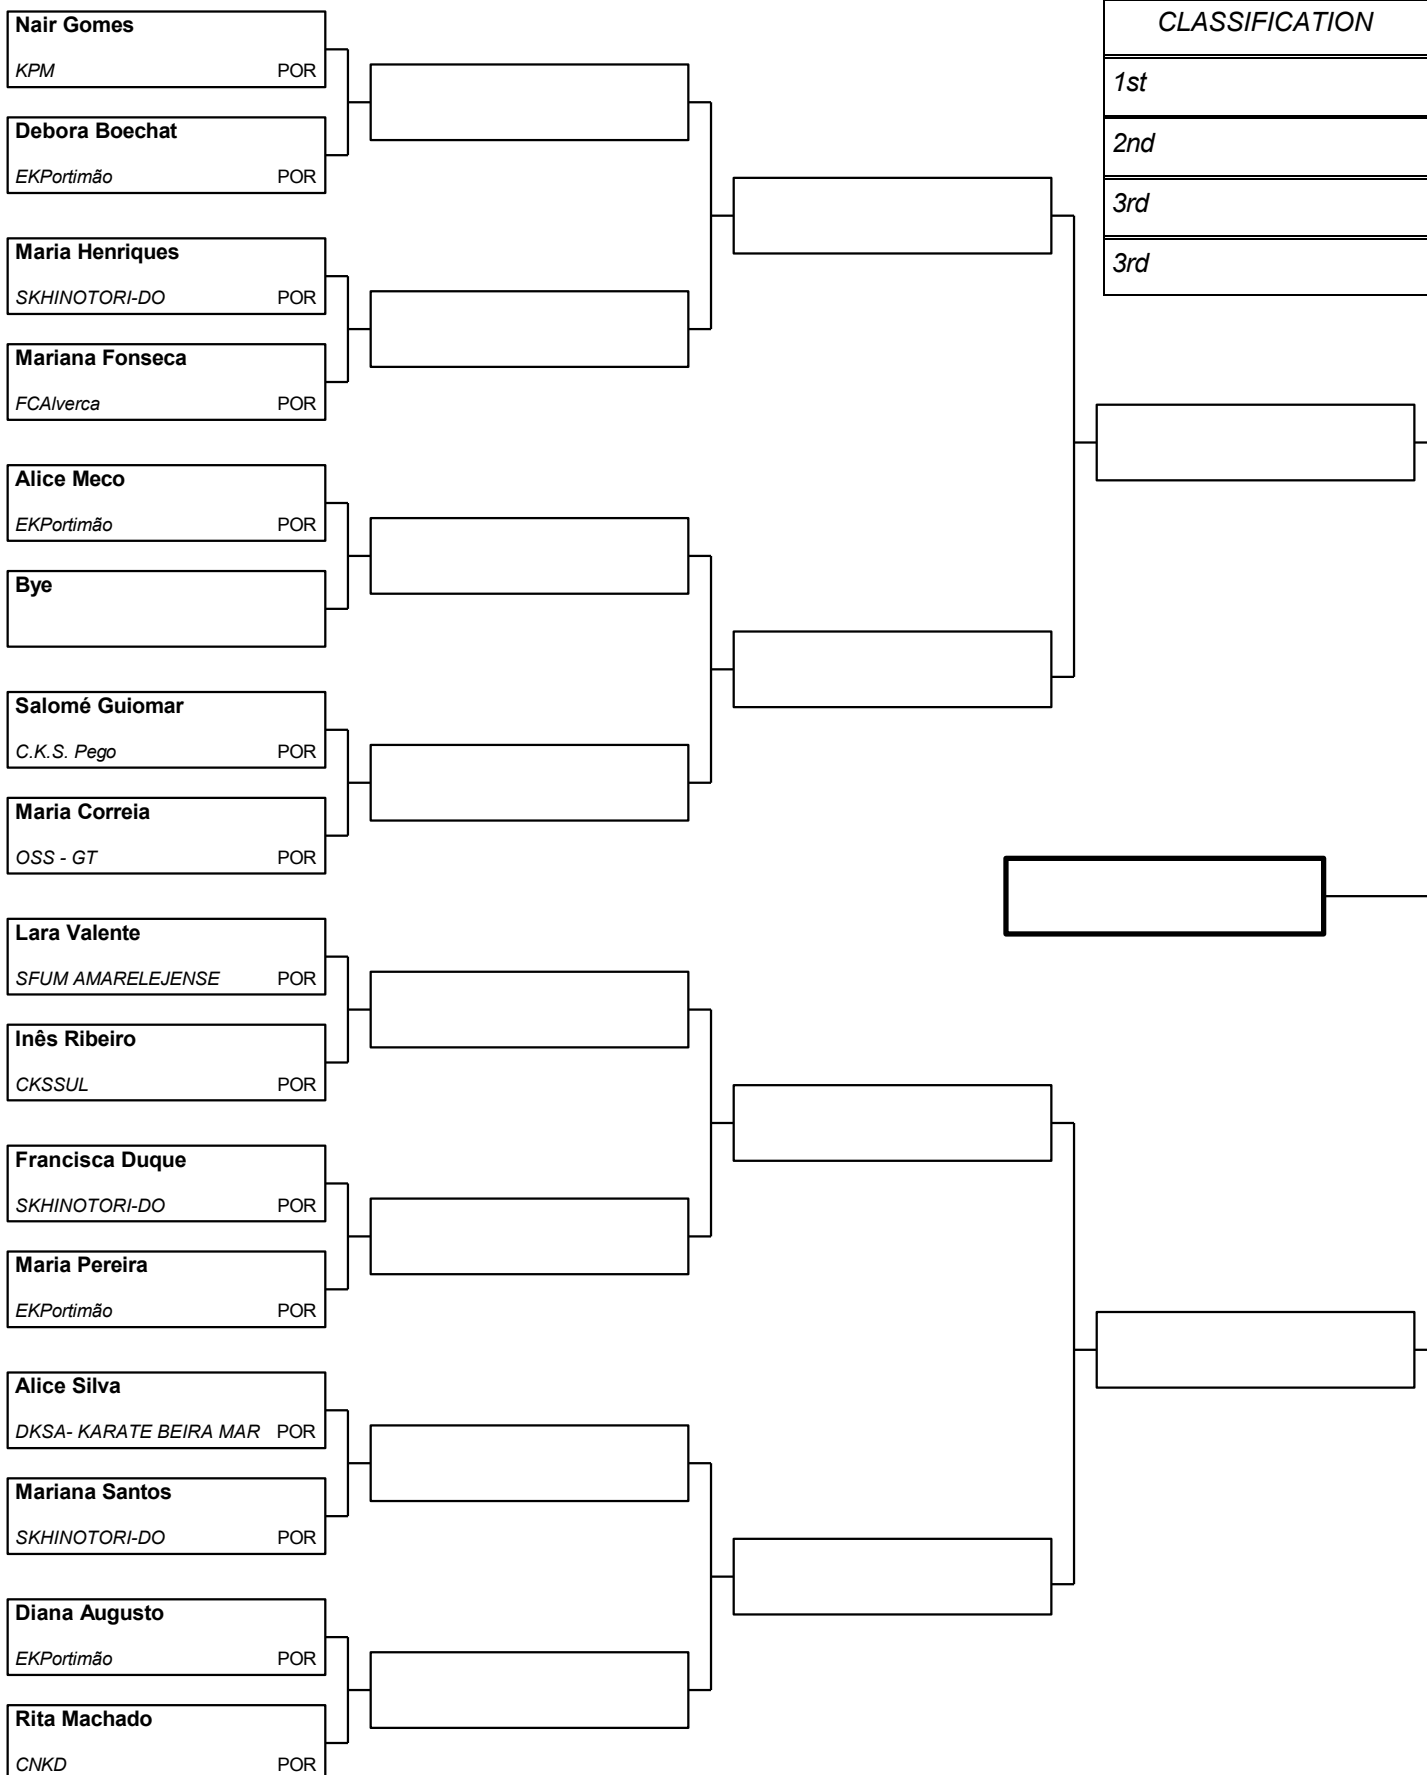 Nair Gomes
KPM POR
Debora Boechat
EKPortimão POR
Maria Henriques
SKHINOTORI-DO POR
Mariana Fonseca
FCAlverca POR
Alice Meco
EKPortimão POR
Bye
Salomé Guiomar
C.K.S. Pego POR
Maria Correia
OSS - GT POR
Lara Valente
SFUM AMARELEJENSE POR
Inês Ribeiro
CKSSUL POR
Francisca Duque
SKHINOTORI-DO POR
Maria Pereira
EKPortimão POR
Alice Silva
DKSA- KARATE BEIRA MAR POR
Mariana Santos
SKHINOTORI-DO POR
Diana Augusto
EKPortimão POR
Rita Machado
CNKD POR
CLASSIFICATION
1st
2nd
3rd
3rd